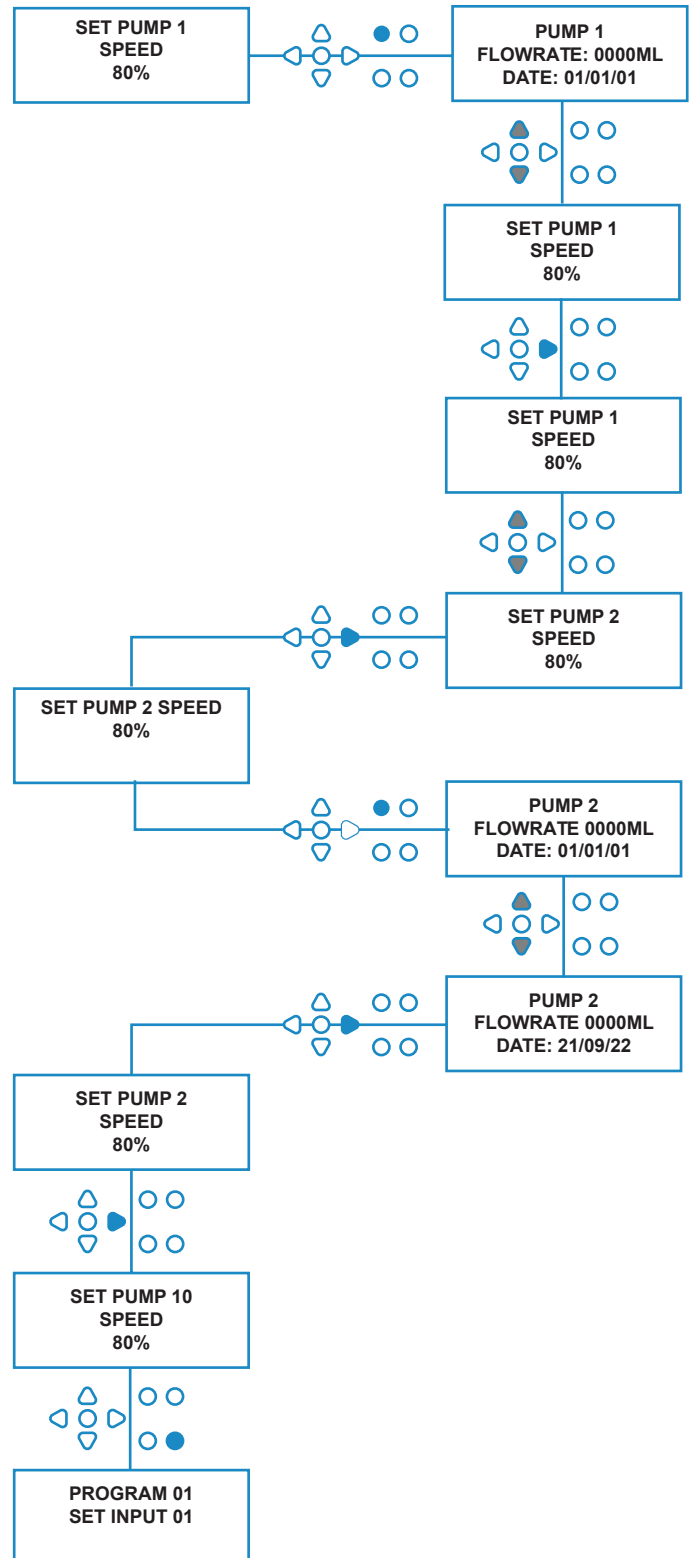 SET PUMP 1
SPEED
80%
PUMP 1
FLOWRATE: 0000ML
DATE: 01/01/01
SET PUMP 1
SPEED
80%
SET PUMP 1
SPEED
80%
SET PUMP 2
SPEED
80%
SET PUMP 2 SPEED
80%
PUMP 2
FLOWRATE 0000ML
DATE: 01/01/01
PUMP 2
FLOWRATE 0000ML
DATE: 21/09/22
SET PUMP 2
SPEED
80%
SET PUMP 10
SPEED
80%
PROGRAM 01
SET INPUT 01